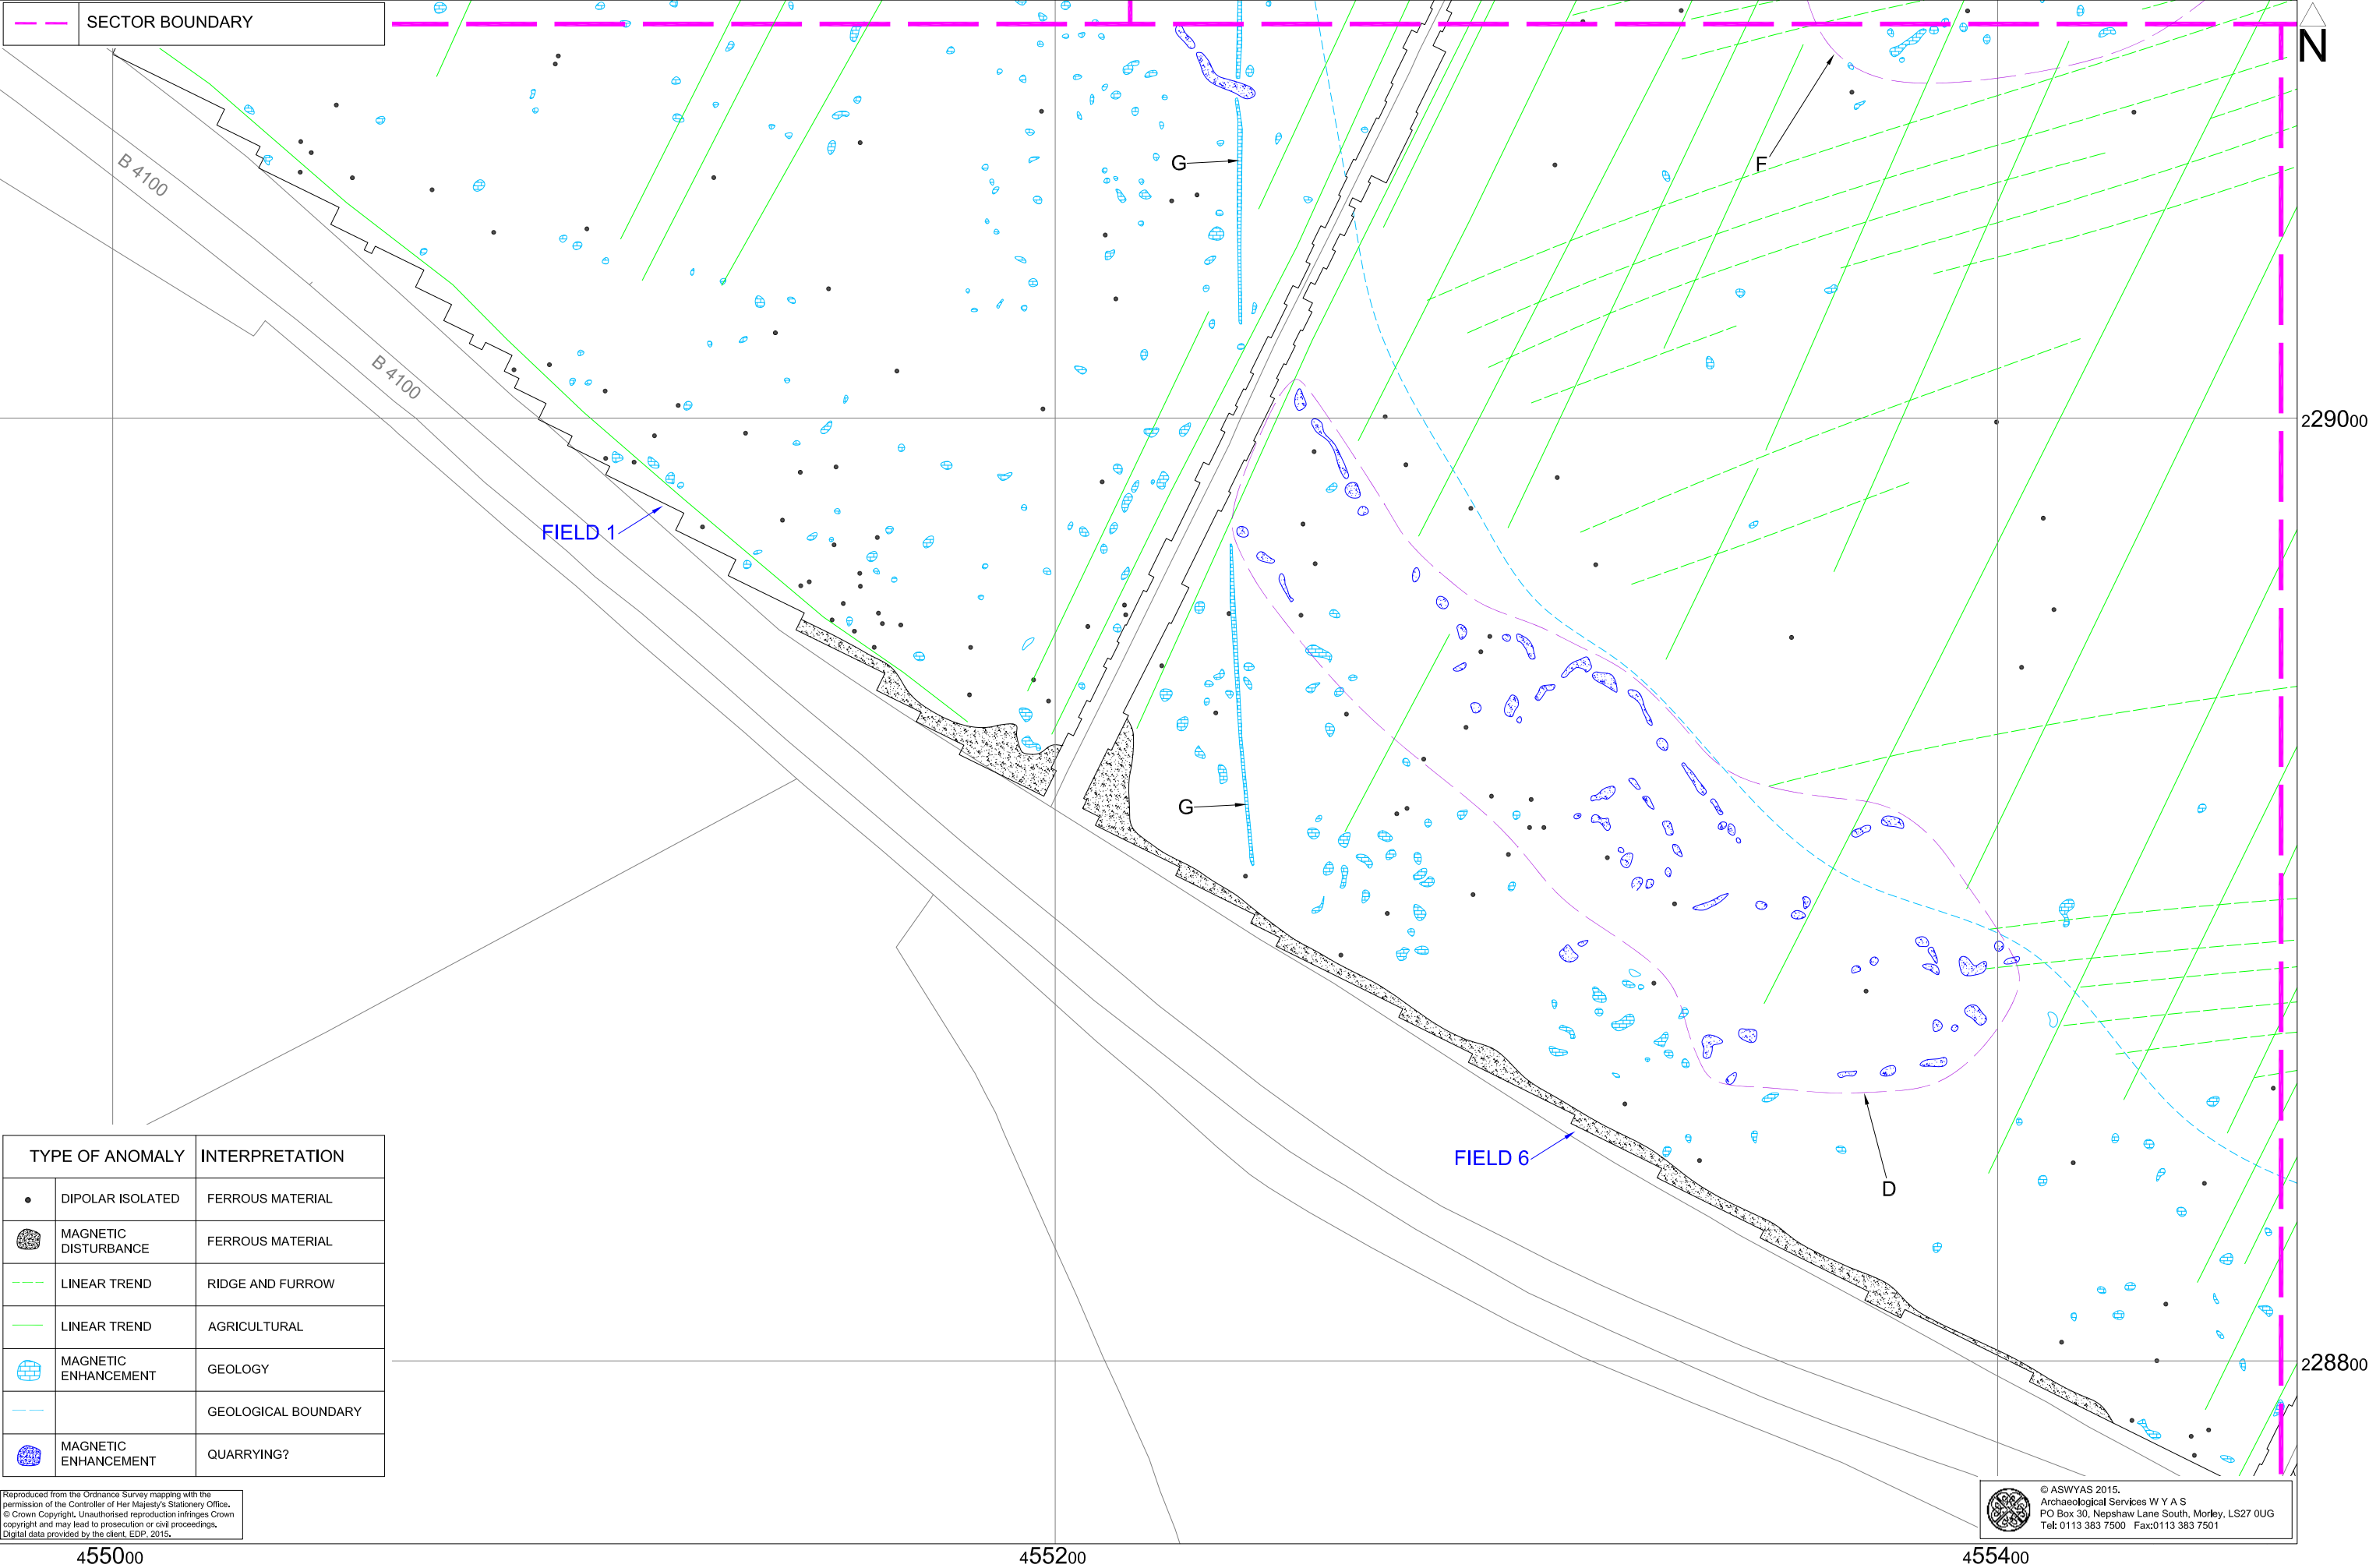 SECTOR BOUNDARY
N
B 4100
G
F
B 4100
22900
FIELD 1
G
FIELD 6
D
TYPE OF ANOMALY INTERPRETATION
DIPOLAR ISOLATED FERROUS MATERIAL
MAGNETIC
DISTURBANCE
FERROUS MATERIAL
LINEAR TREND RIDGE AND FURROW
LINEAR TREND AGRICULTURAL
MAGNETIC
ENHANCEMENT
GEOLOGY
GEOLOGICAL BOUNDARY
MAGNETIC
ENHANCEMENT
QUARRYING?
228800
Reproduced from the Ordnance Survey mapping with the
permission of the Controller of Her Majesty's Stationery Office.
© Crown Copyright. Unauthorised reproduction infringes Crown
copyright and may lead to prosecution or civil proceedings.
Digital data provided by the client, EDP, 2015.
© ASWYAS 2015.
Archaeological Services W Y A S
PO Box 30, Nepshaw Lane South, Morley, LS27 0UG
Tel: 0113 383 7500 Fax:0113 383 7501
455000
455200
455400